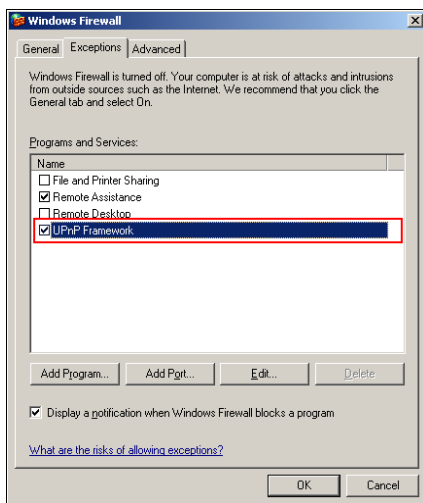 Windows Firewall
General Exceptions Advanced
Windows Firewall is turned off. Your computer is at risk of attacks and intrusions
from outside sources such as the Internet. We recommend that you click the
General tab and select On.
Programs and Services:
Name
File and Printer Sharing
Remote Assistance
Remote Desktop
UPnP Framework
Add Program... Add Port... Edit... Delete
Display a notification when Windows Firewall blocks a program
What are the risks of allowing exceptions?
OK Cancel